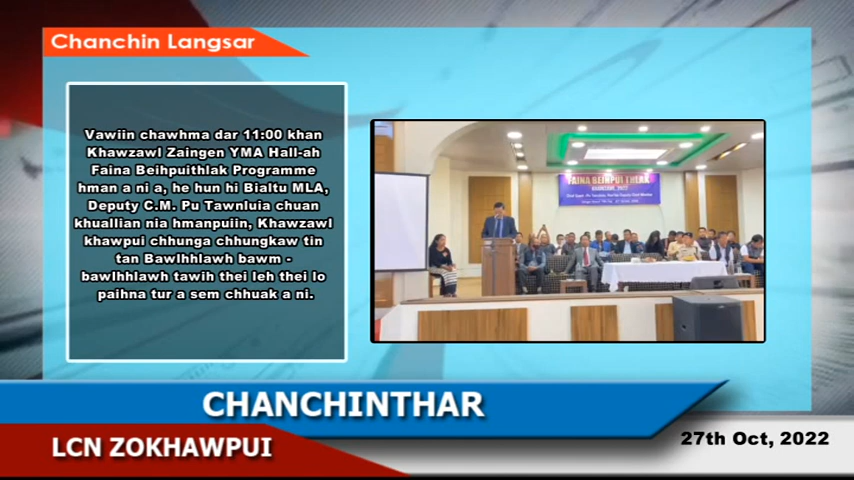 Chanchin Langsar
Vawiin chawhma dar 11:00 khan
Khawzawl Zaingen YMA Hall-ah
Faina Beihpuithlak Programme
hman a ni a, he hun hi Bialtu MLA,
Deputy C.M. Pu Tawnluia chuan
khuallian nia hmanpuiin, Khawzawl
khawpui chhunga chhungkaw tin
tan Bawlhhlawh bawm -
bawlhhlawh tawih thei leh thei lo
paihna tur a sem chhuak a ni.
FAINA BEIHPUI THLAK
CHANCHINTHAR
LCN ZOKHAWPUI
27th Oct, 2022